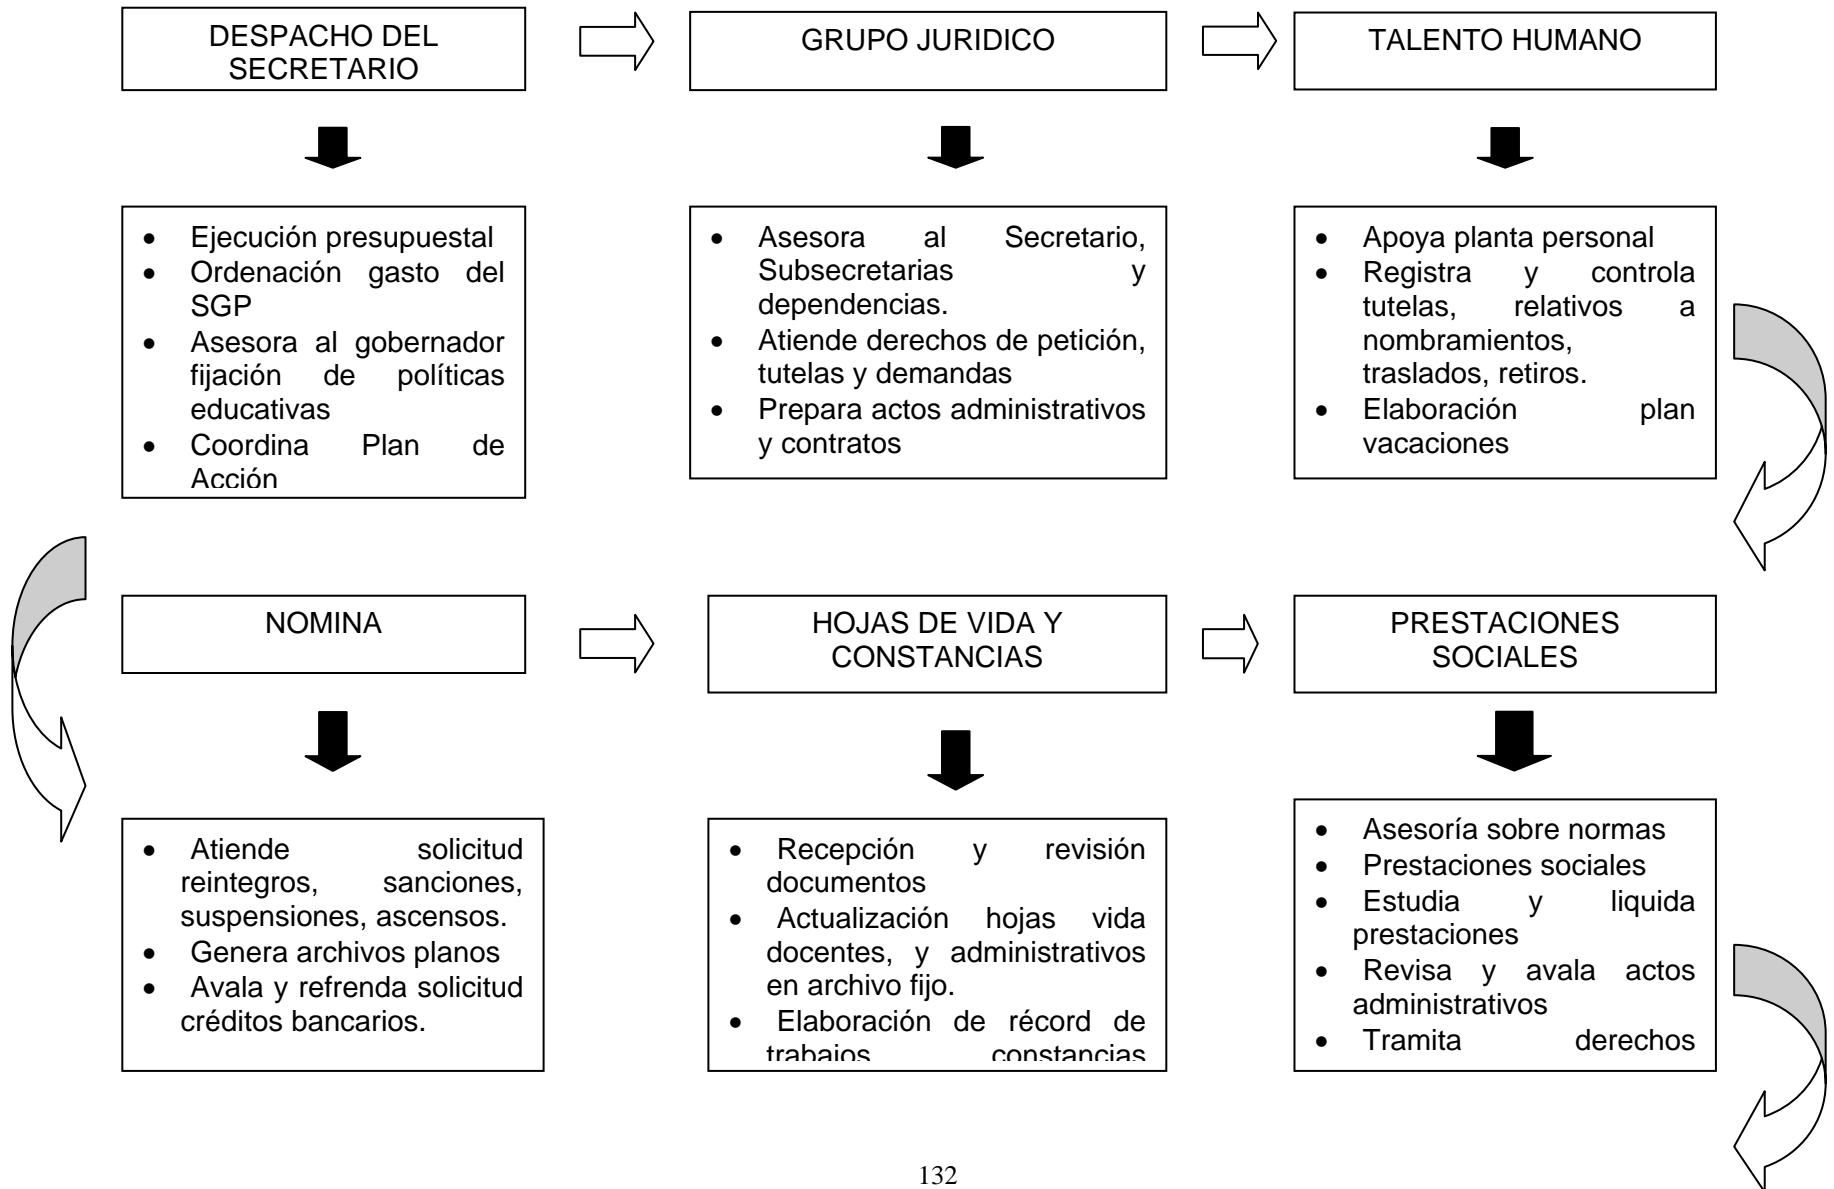 DESPACHO DEL
SECRETARIO
GRUPO JURIDICO
TALENTO HUMANO
• Ejecución presupuestal
• Ordenación gasto del
SGP
• Asesora al gobernador
fijación de políticas
educativas
• Coordina Plan de
Acción
• Asesora al Secretario,
Subsecretarias y
dependencias.
• Atiende derechos de petición,
tutelas y demandas
• Prepara actos administrativos
y contratos
• Apoya planta personal
• Registra y controla
tutelas, relativos a
nombramientos,
traslados, retiros.
• Elaboración plan
vacaciones
NOMINA
HOJAS DE VIDA Y
CONSTANCIAS
PRESTACIONES
SOCIALES
• Atiende solicitud
reintegros, sanciones,
suspensiones, ascensos.
• Genera archivos planos
• Avala y refrenda solicitud
créditos bancarios.
• Recepción y revisión
documentos
• Actualización hojas vida
docentes, y administrativos
en archivo fijo.
• Elaboración de récord de
trabajos constancias
• Asesoría sobre normas
• Prestaciones sociales
• Estudia y liquida
prestaciones
• Revisa y avala actos
administrativos
• Tramita derechos
132